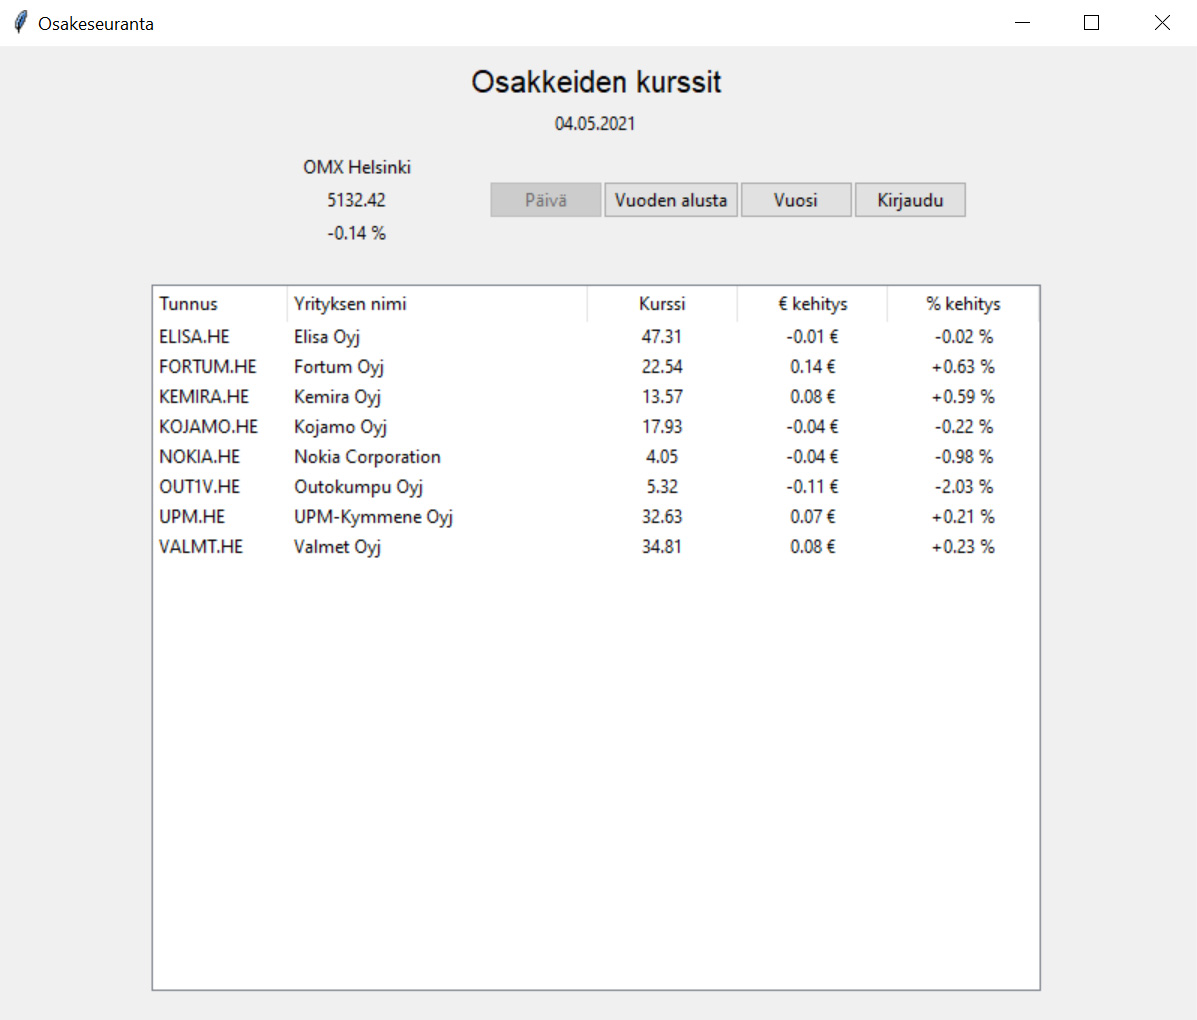 Osakeseuranta
Osakkeiden kurssit
04.05.2021
OMX Helsinki
5132.42
-0.14 %
Päivä Vuoden alusta Vuosi Kirjaudu
Tunnus Yrityksen nimi Kurssi € kehitys % kehitys
ELISA.HE Elisa Oyj 47.31 -0.01 € -0.02 %
FORTUM.HE Fortum Oyj 22.54 0.14 € +0.63 %
KEMIRA.HE Kemira Oyj 13.57 0.08 € +0.59 %
KOJAMO.HE Kojamo Oyj 17.93 -0.04 € -0.22 %
NOKIA.HE Nokia Corporation 4.05 -0.04 € -0.98 %
OUT1V.HE Outokumpu Oyj 5.32 -0.11 € -2.03 %
UPM.HE UPM-Kymmene Oyj 32.63 0.07 € +0.21 %
VALMT.HE Valmet Oyj 34.81 0.08 € +0.23 %